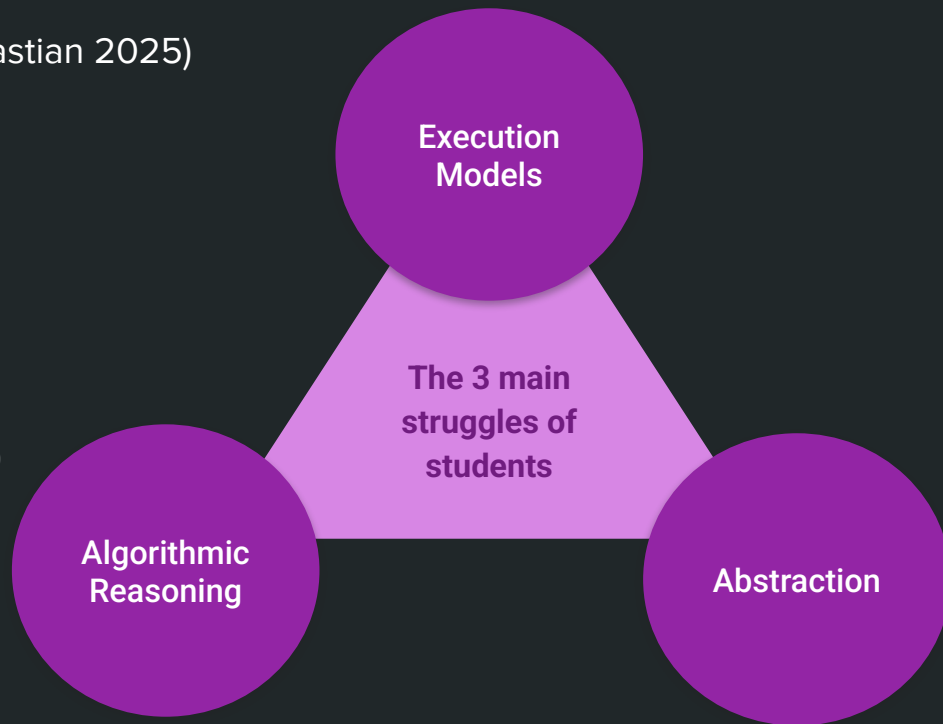 astian 2025)
Execution
Models
The 3 main
struggles of
students
Algorithmic
Reasoning
Abstraction